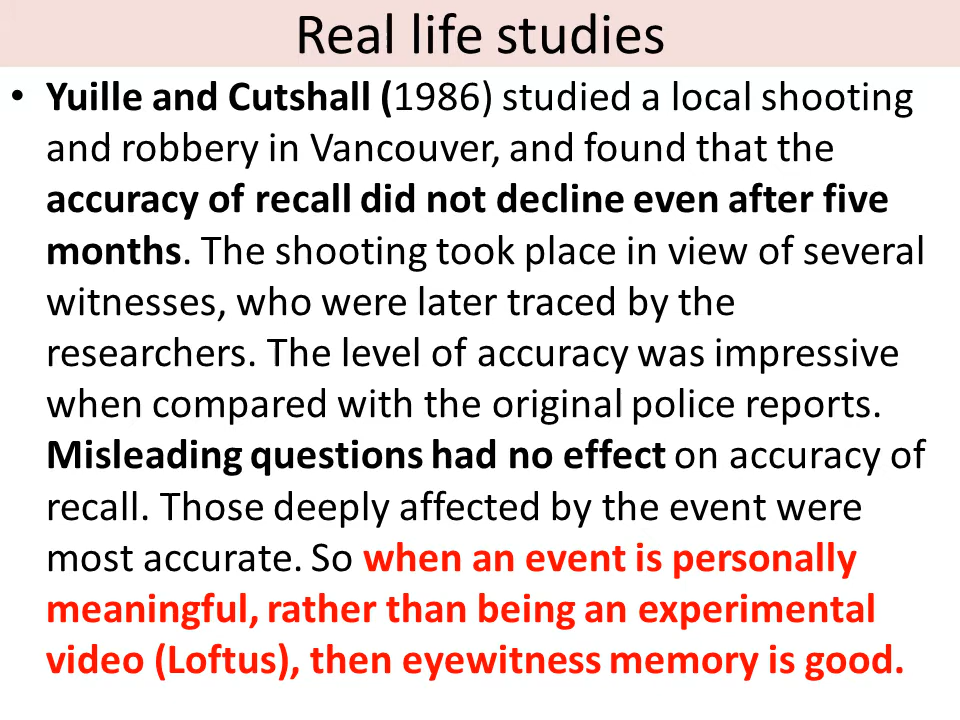 Real life studies
• Yuille and Cutshall (1986) studied a local shooting
and robbery in Vancouver, and found that the
accuracy of recall did not decline even after five
months. The shooting took place in view of several
witnesses, who were later traced by the
researchers. The level of accuracy was impressive
when compared with the original police reports.
Misleading questions had no effect on accuracy of
recall. Those deeply affected by the event were
most accurate. So when an event is personally
meaningful, rather than being an experimental
video (Loftus), then eyewitness memory is good.